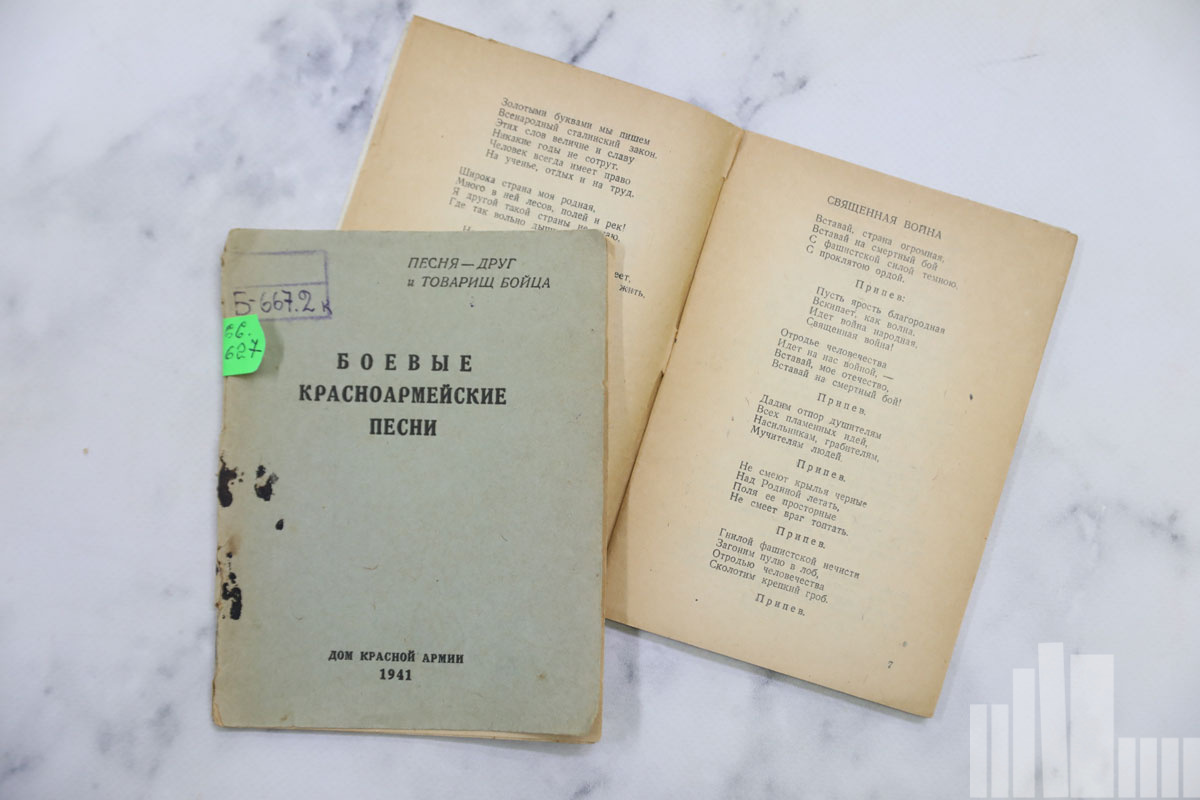 ПЕСНЯ — ДРУГ
и ТОВАРИЩ БОЙЦА
Б-667.2к
66.
627
БОЕВЫЕ
КРАСНОАРМЕЙСКИЕ
ПЕСНИ
ДОМ КРАСНОЙ АРМИИ
1941
Золотыми буквами мы пишем
Всенародный сталинский закон.
Этих слов величие и славу
Никакие годы не сотрут.
Человек всегда имеет право
На ученье, отдых и на труд.
Широка страна моя родная,
Много в ней лесов, полей и рек!
Я другой такой страны не
Где так вольно
жить,
СВЯЩЕННАЯ ВОЙНА
Вставай, страна огромная,
Вставай на смертный бой
С фашистской силой темною.
С проклятою ордой.
Припев:
Пусть ярость благородная
Вскипает, как волна,
Идет война народная,
Священная война!
Отродье человечества
Идет на нас войной, —
Вставай, мое отечество,
Вставай на смертный бой!
Припев.
Дадим отпор душителям
Всех пламенных идей,
Насильникам, грабителям,
Мучителям людей.
Припев.
Не смеют крылья черные
Над Родиной летать,
Поля ее просторные
Не смеет враг топтать.
Припев.
Гнилой фашистской нечисти
Загоним пулю в лоб,
Отродью человечества
Сколотим крепкий гроб.
Припев.
7